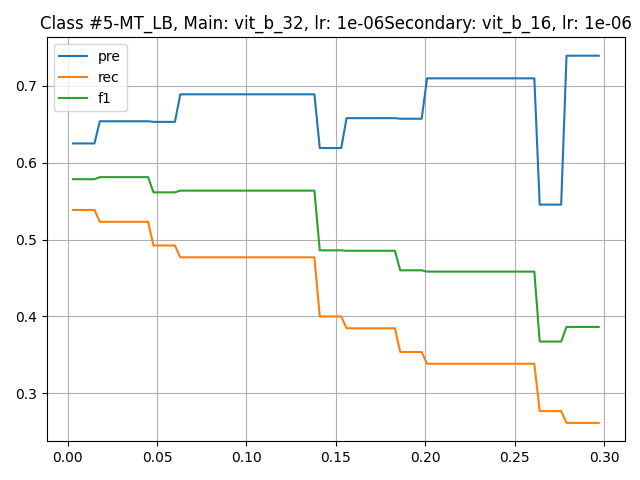 Class #5-MT_LB, Main: vit_b_32, lr: 1e-06Secondary: vit_b_16, lr: 1e-06
pre
rec
f1
0.7
0.6
0.5
0.4
0.3
0.00 0.05 0.10 0.15 0.20 0.25 0.30